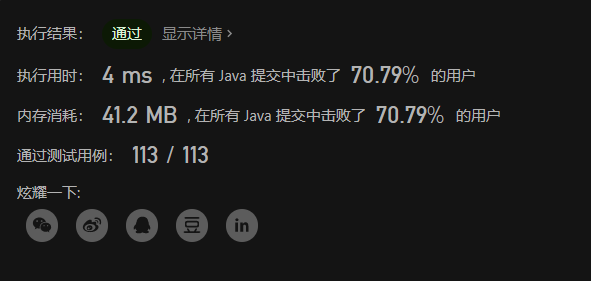 执行结果： 通过 显示详情 >
执行用时： 4 ms , 在所有 Java 提交中击败了 70.79% 的用户
内存消耗： 41.2 MB , 在所有 Java 提交中击败了 70.79% 的用户
通过测试用例： 113 / 113
炫耀一下:
豆 in